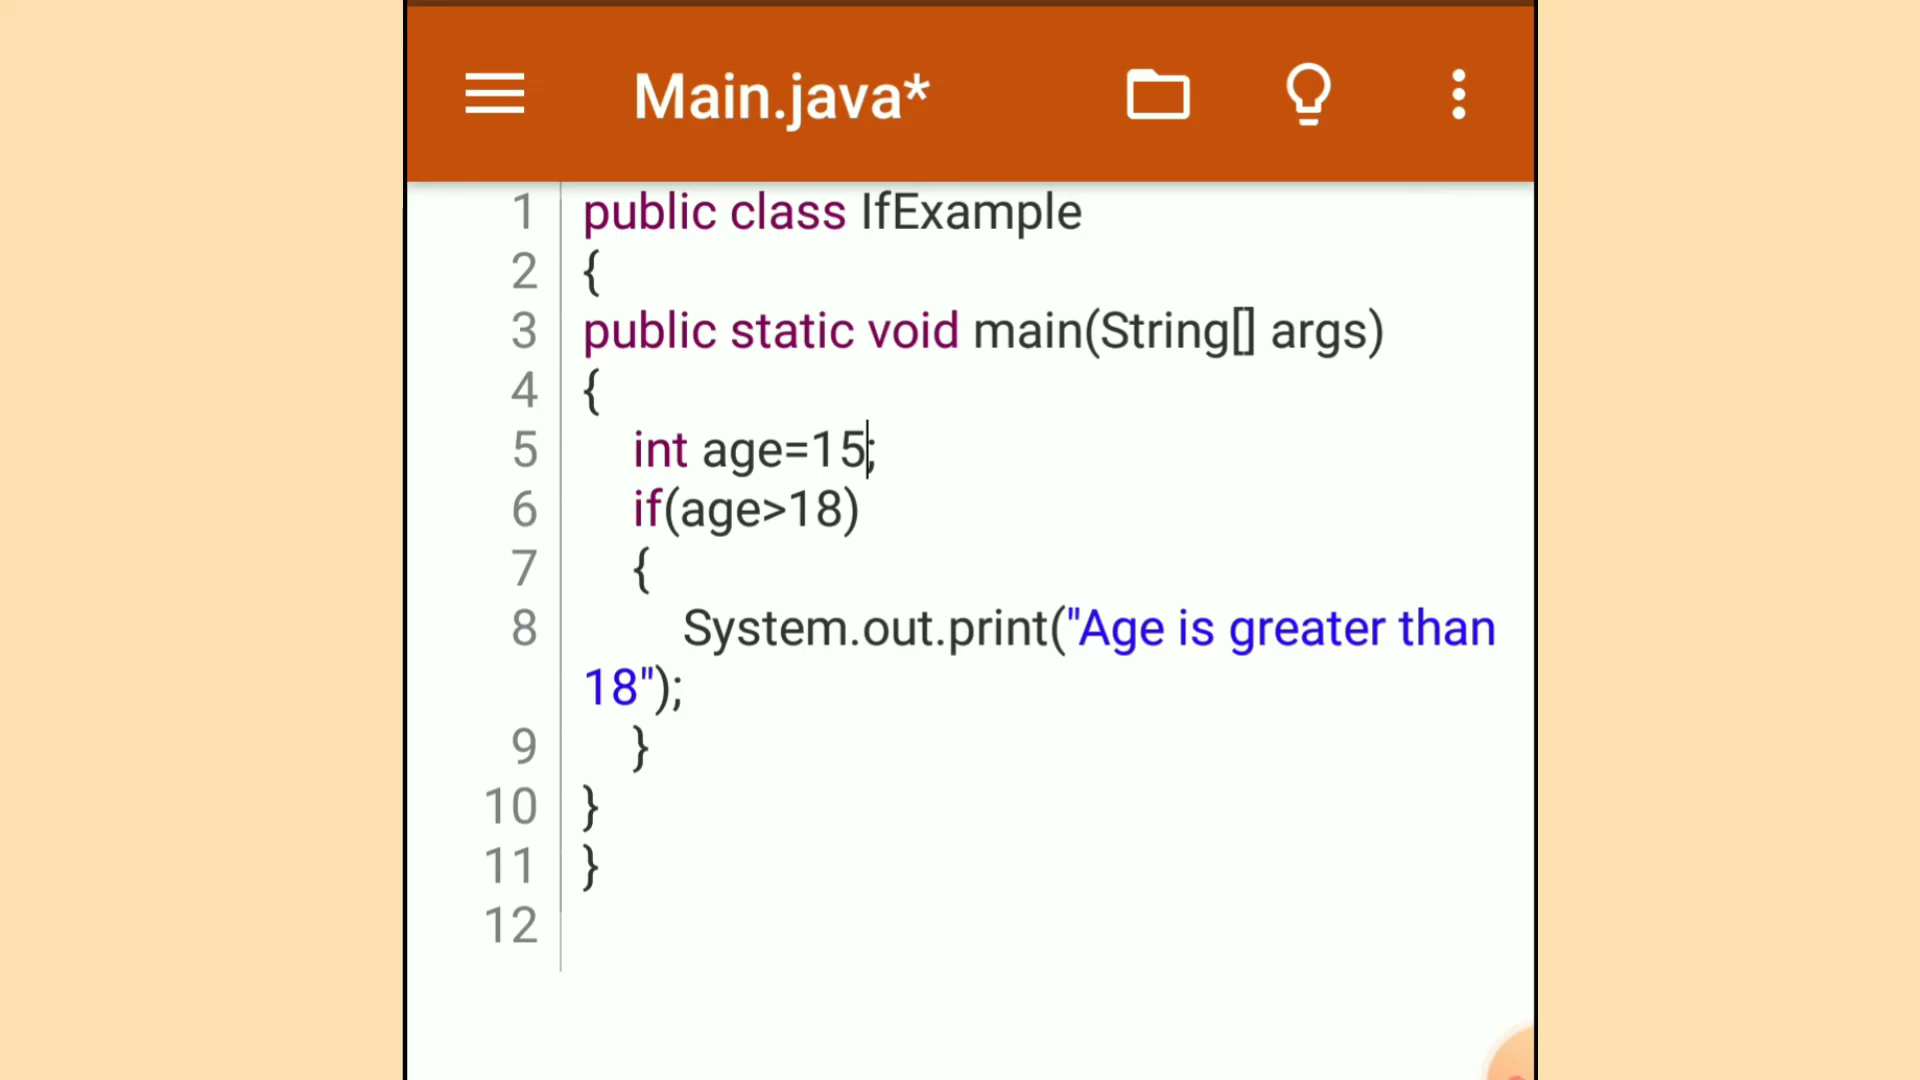 Main.java*
1 public class IfExample
2 {
3 public static void main(String[] args)
4 {
5 int age=15;
6 if(age>18)
7 {
8 System.out.print("Age is greater than
18");
9 }
10 }
11 }
12